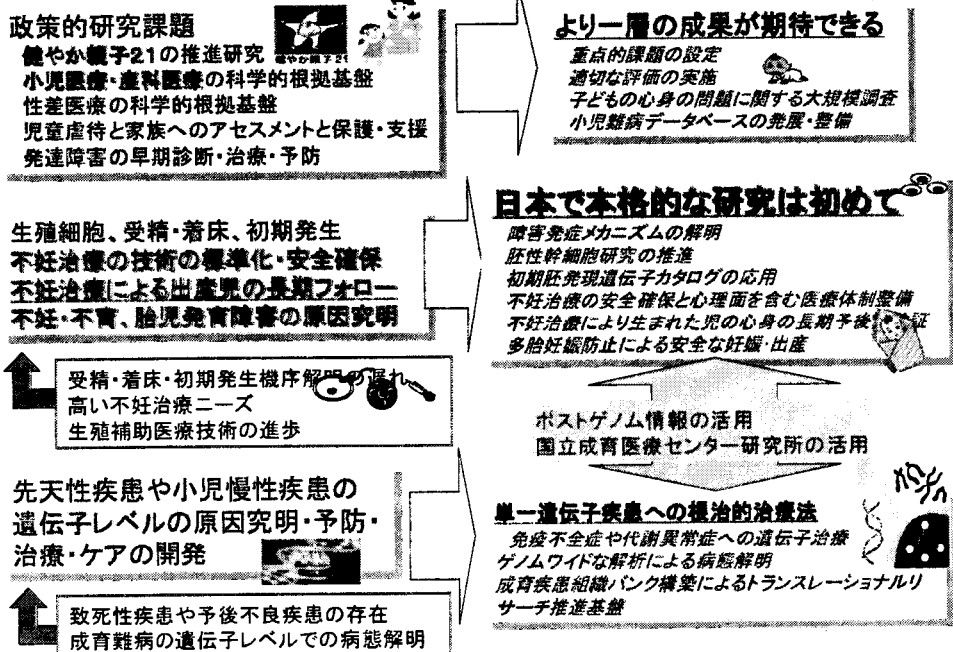 政策的研究課題
健やか親子21の推進研究
小児医療・産科医療の科学的根拠基盤
性差医療の科学的根拠基盤
児童虐待と家族へのアセスメントと保護・支援
発達障害の早期診断・治療・予防
健やか親子21
より一層の成果が期待できる
重点的課題の設定
適切な評価の実施
子どもの心身の問題に関する大規模調査
小児難病データベースの発展・整備
生殖細胞、受精・着床、初期発生
不妊治療の技術の標準化・安全確保
不妊治療による出産児の長期フォロー
不妊・不育、胎児発育障害の原因究明
日本で本格的な研究は初めて
障害発症メカニズムの解明
胚性幹細胞研究の推進
初期胚発現遺伝子カタログの応用
不妊治療の安全確保と心理面を含む医療体制整備
不妊治療により生まれた児の心身の長期予後 証
多胎妊娠防止による安全な妊娠・出産
受精・着床・初期発生機序解明の遅れ
高い不妊治療ニーズ
生殖補助医療技術の進歩
ポストゲノム情報の活用
国立成育医療センター研究所の活用
先天性疾患や小児慢性疾患の
遺伝子レベルの原因究明・予防・
治療・ケアの開発
単一遺伝子疾患への根治的治療法
免疫不全症や代謝異常症への遺伝子治療
ゲノムワイドな解析による病態解明
成育疾患組織バンク構築によるトランスレーショナルリ
サーチ推進基盤
致死性疾患や予後不良疾患の存在
成育難病の遺伝子レベルでの病態解明